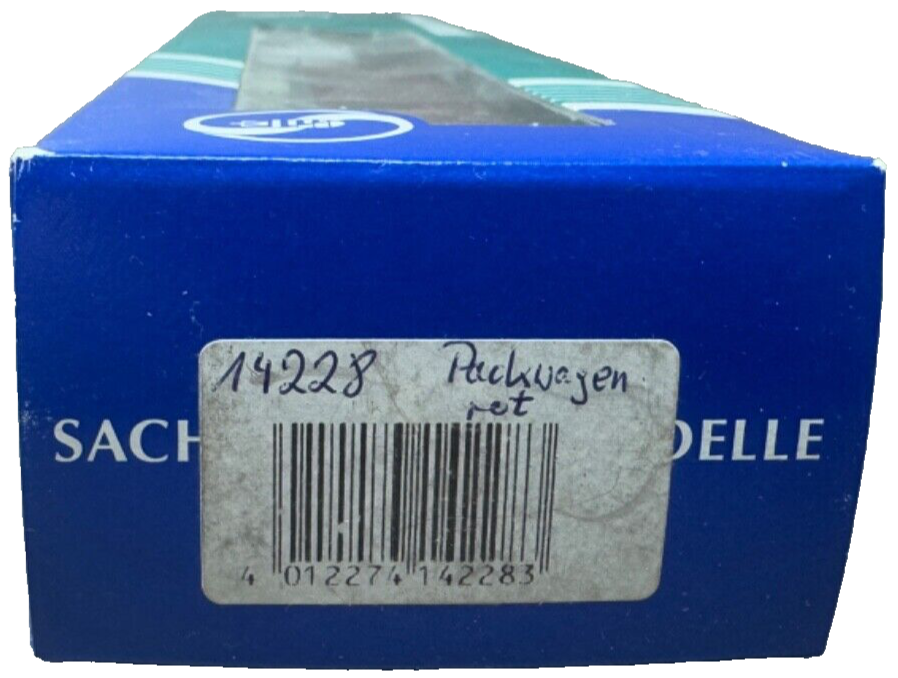 14228 Packwagen
rot
SACH DELLE
4 012274 142283